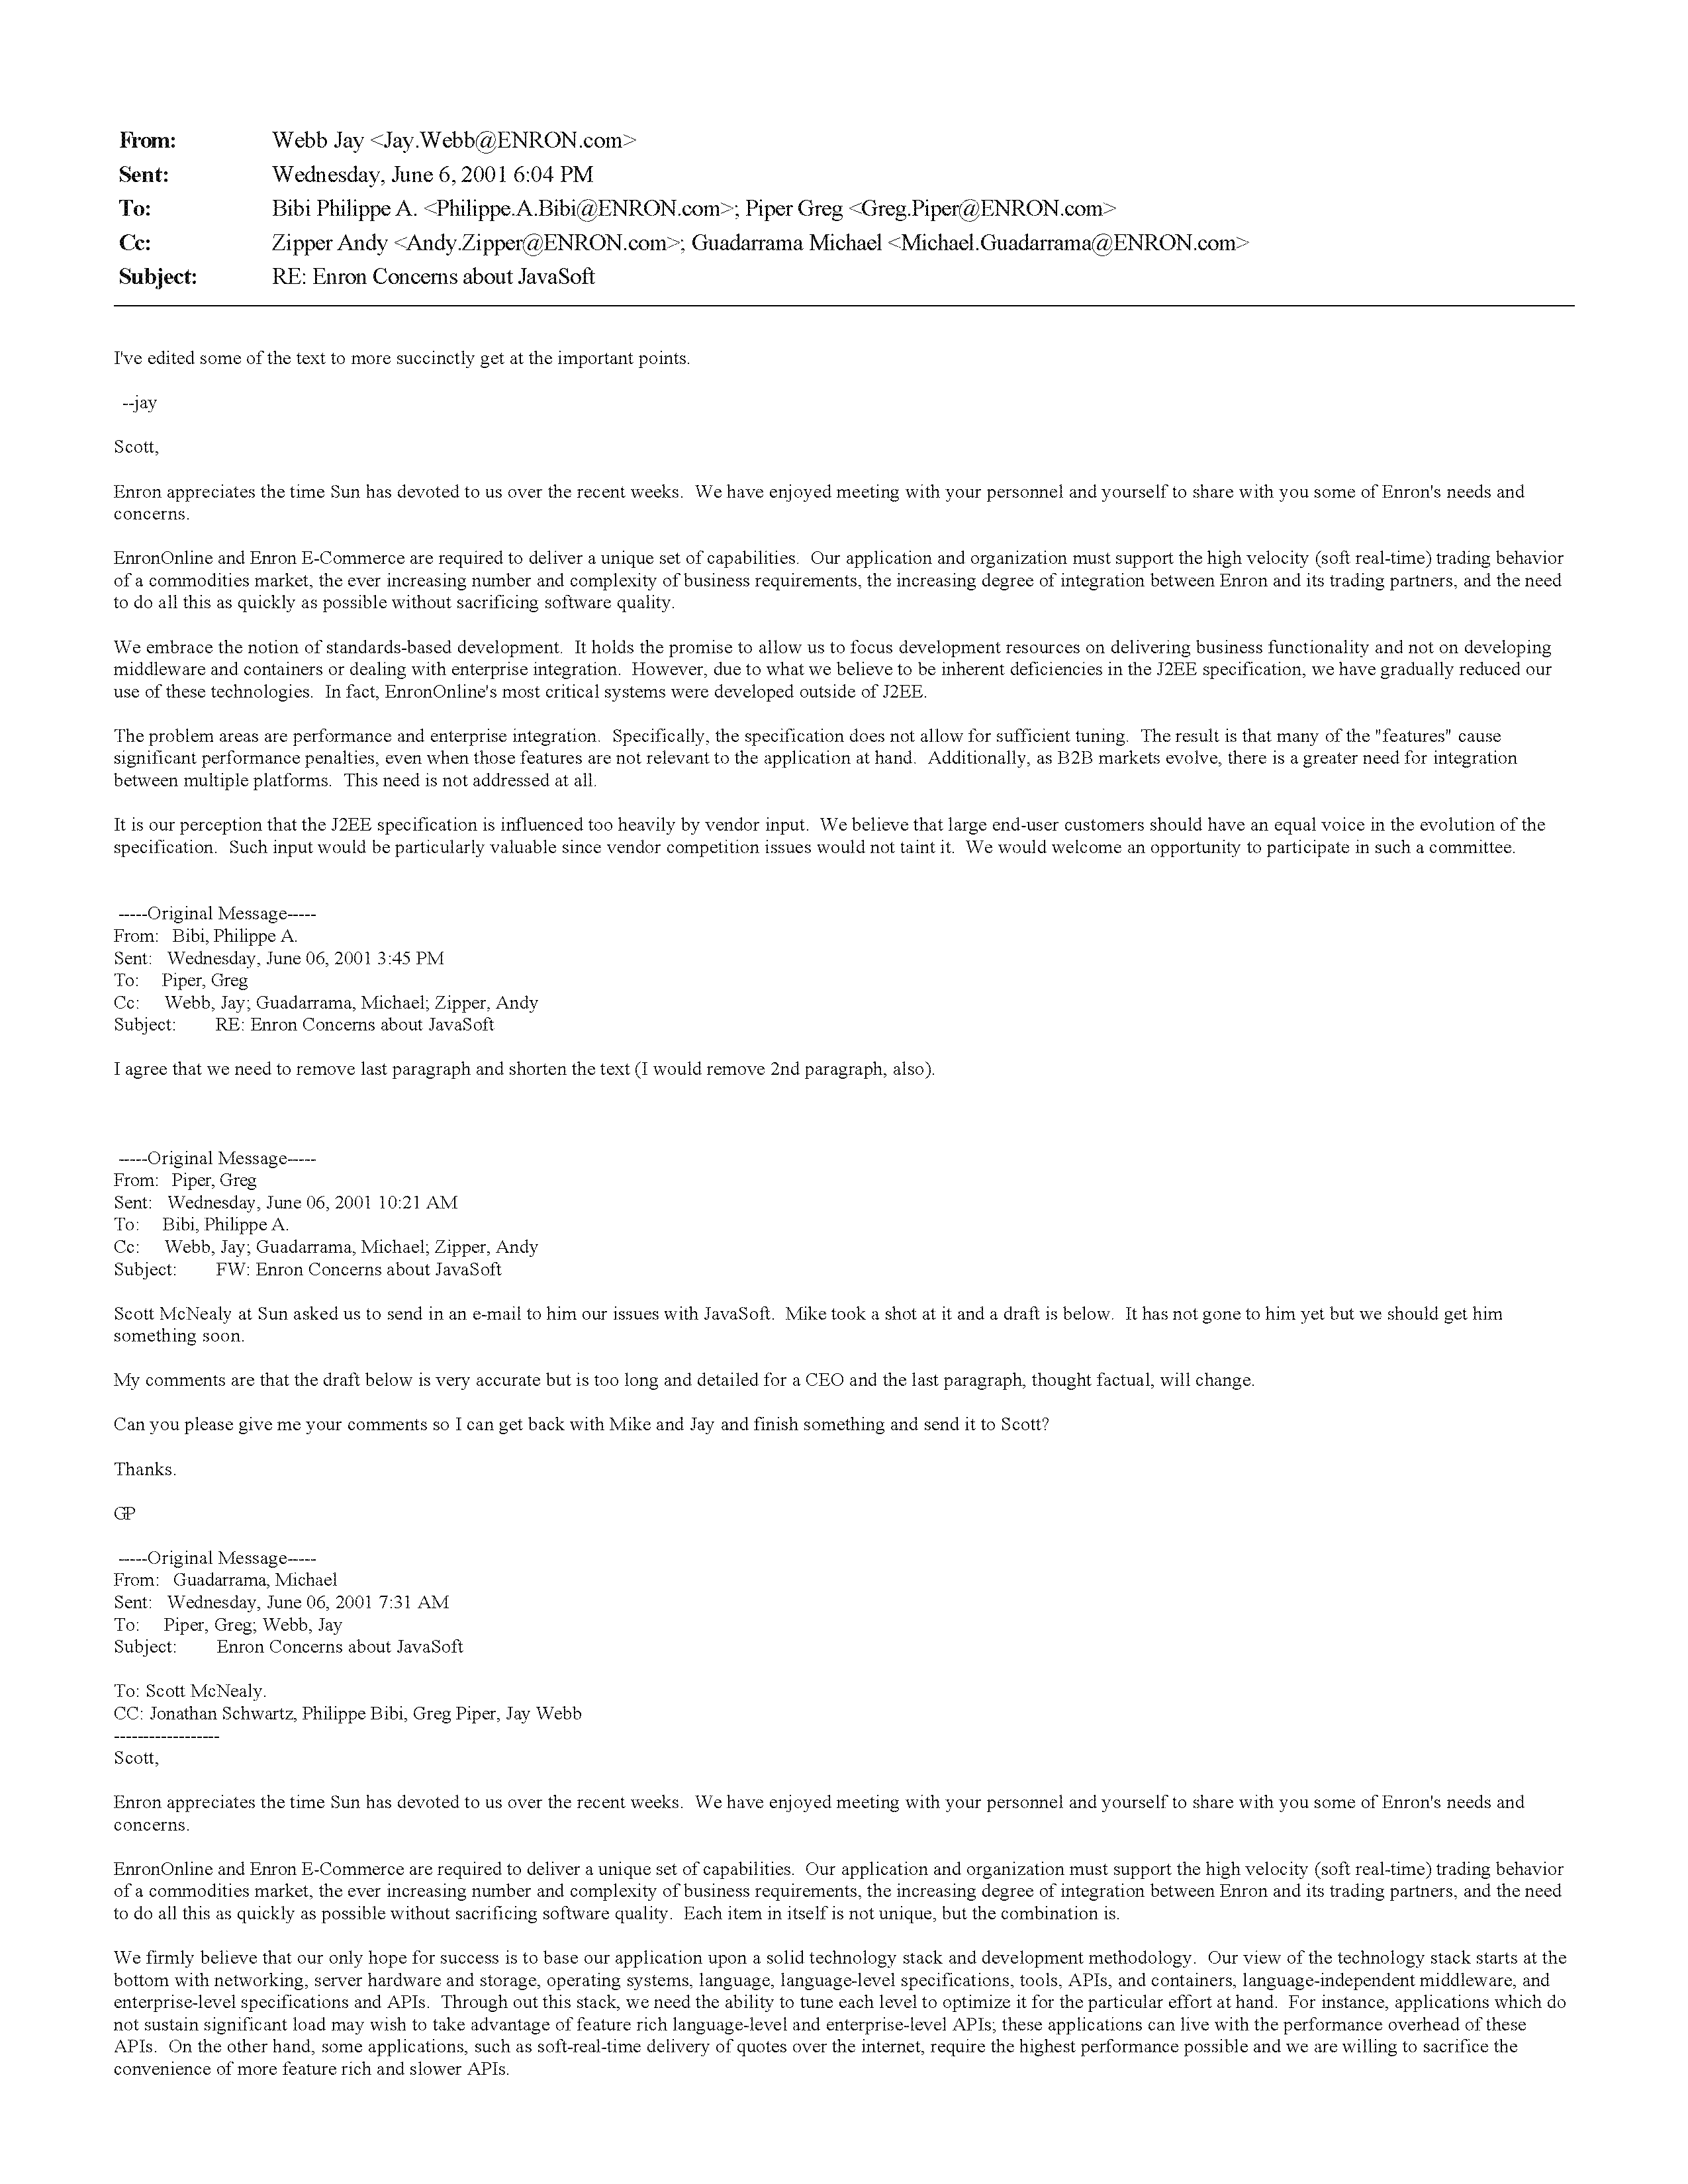 From: Webb Jay <Jay.Webb@ENRON.com>
Sent: Wednesday, June 6, 2001 6:04 PM
To: Bibi Philippe A. <Philippe.A.Bibi@ENRON.com>; Piper Greg <Greg.Piper@ENRON.com>
Cc: Zipper Andy <Andy.Zipper@ENRON.com>; Guadarrama Michael <Michael.Guadarrama@ENRON.com>
Subject: RE: Enron Concerns about JavaSoft
I've edited some of the text to more succinctly get at the important points.
--jay
Scott,
Enron appreciates the time Sun has devoted to us over the recent weeks. We have enjoyed meeting with your personnel and yourself to share with you some of Enron's needs and
concerns.
EnronOnline and Enron E-Commerce are required to deliver a unique set of capabilities. Our application and organization must support the high velocity (soft real-time) trading behavior
of a commodities market, the ever increasing number and complexity of business requirements, the increasing degree of integration between Enron and its trading partners, and the need
to do all this as quickly as possible without sacrificing software quality.
We embrace the notion of standards-based development. It holds the promise to allow us to focus development resources on delivering business functionality and not on developing
middleware and containers or dealing with enterprise integration. However, due to what we believe to be inherent deficiencies in the J2EE specification, we have gradually reduced our
use of these technologies. In fact, EnronOnline's most critical systems were developed outside of J2EE.
The problem areas are performance and enterprise integration. Specifically, the specification does not allow for sufficient tuning. The result is that many of the "features" cause
significant performance penalties, even when those features are not relevant to the application at hand. Additionally, as B2B markets evolve, there is a greater need for integration
between multiple platforms. This need is not addressed at all.
It is our perception that the J2EE specification is influenced too heavily by vendor input. We believe that large end-user customers should have an equal voice in the evolution of the
specification. Such input would be particularly valuable since vendor competition issues would not taint it. We would welcome an opportunity to participate in such a committee.
-----Original Message-----
From: Bibi, Philippe A.
Sent: Wednesday, June 06, 2001 3:45 PM
To: Piper, Greg
Cc: Webb, Jay; Guadarrama, Michael; Zipper, Andy
Subject: RE: Enron Concerns about JavaSoft
I agree that we need to remove last paragraph and shorten the text (I would remove 2nd paragraph, also).
-----Original Message-----
From: Piper, Greg
Sent: Wednesday, June 06, 2001 10:21 AM
To: Bibi, Philippe A.
Cc: Webb, Jay; Guadarrama, Michael; Zipper, Andy
Subject: FW: Enron Concerns about JavaSoft
Scott McNealy at Sun asked us to send in an e-mail to him our issues with JavaSoft. Mike took a shot at it and a draft is below. It has not gone to him yet but we should get him
something soon.
My comments are that the draft below is very accurate but is too long and detailed for a CEO and the last paragraph, thought factual, will change.
Can you please give me your comments so I can get back with Mike and Jay and finish something and send it to Scott?
Thanks.
GP
-----Original Message-----
From: Guadarrama, Michael
Sent: Wednesday, June 06, 2001 7:31 AM
To: Piper, Greg; Webb, Jay
Subject: Enron Concerns about JavaSoft
To: Scott McNealy.
CC: Jonathan Schwartz, Philippe Bibi, Greg Piper, Jay Webb
------------------
Scott,
Enron appreciates the time Sun has devoted to us over the recent weeks. We have enjoyed meeting with your personnel and yourself to share with you some of Enron's needs and
concerns.
EnronOnline and Enron E-Commerce are required to deliver a unique set of capabilities. Our application and organization must support the high velocity (soft real-time) trading behavior
of a commodities market, the ever increasing number and complexity of business requirements, the increasing degree of integration between Enron and its trading partners, and the need
to do all this as quickly as possible without sacrificing software quality. Each item in itself is not unique, but the combination is.
We firmly believe that our only hope for success is to base our application upon a solid technology stack and development methodology. Our view of the technology stack starts at the
bottom with networking, server hardware and storage, operating systems, language, language-level specifications, tools, APIs, and containers, language-independent middleware, and
enterprise-level specifications and APIs. Through out this stack, we need the ability to tune each level to optimize it for the particular effort at hand. For instance, applications which do
not sustain significant load may wish to take advantage of feature rich language-level and enterprise-level APIs; these applications can live with the performance overhead of these
APIs. On the other hand, some applications, such as soft-real-time delivery of quotes over the internet, require the highest performance possible and we are willing to sacrifice the
convenience of more feature rich and slower APIs.